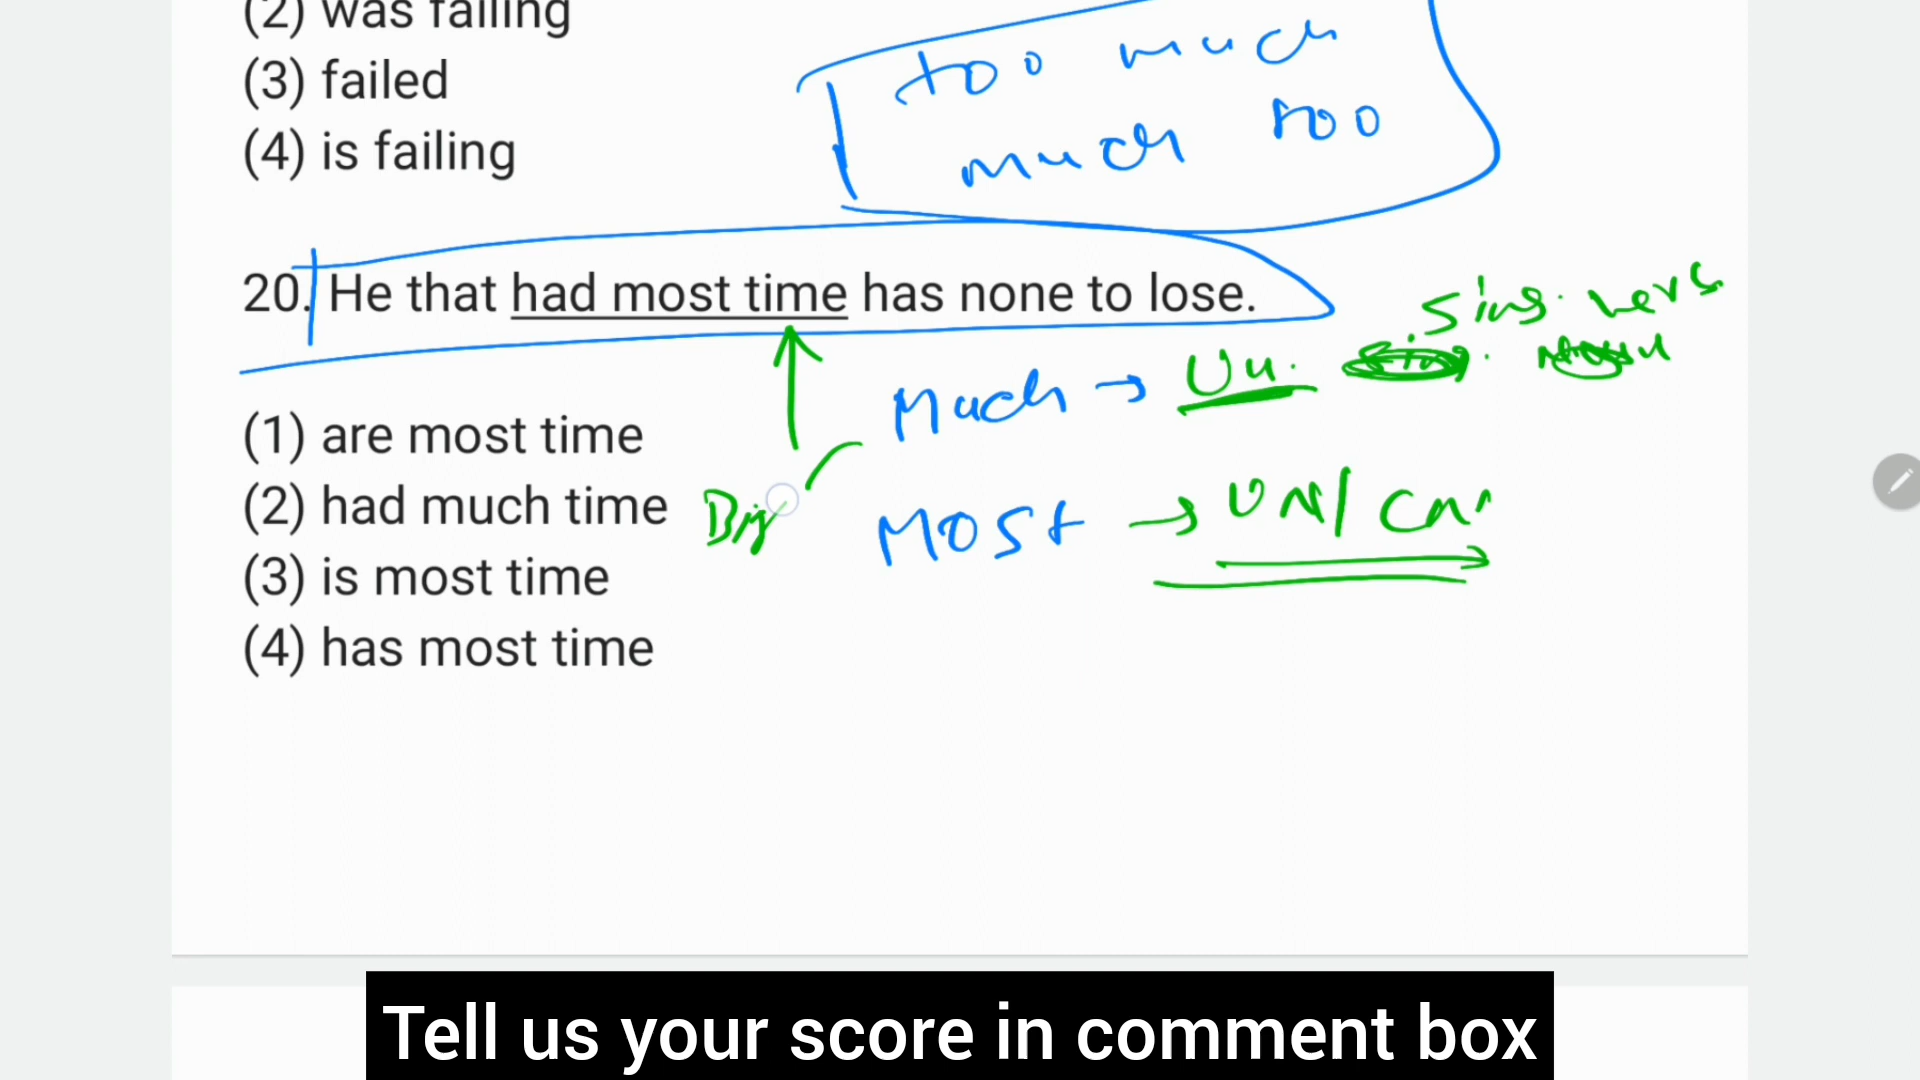 (2) was failing
(3) failed
(4) is failing
too much
much too
20. He that had most time has none to lose.
Sing. verb
Much → Un.
(1) are most time
(2) had much time
Most → UN/
(3) is most time
(4) has most time
Tell us your score in comment box